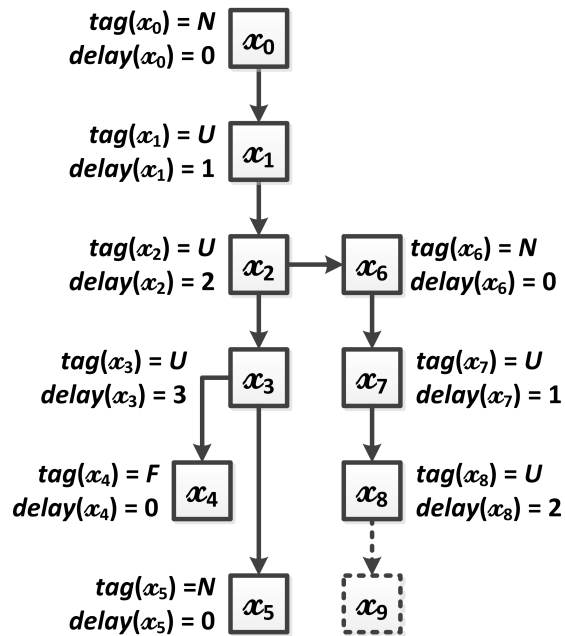 tag(x₀) = N
delay(x₀) = 0
x₀
tag(x₁) = U
delay(x₁) = 1
x₁
tag(x₂) = U
delay(x₂) = 2
x₂
x₆
tag(x₆) = N
delay(x₆) = 0
tag(x₃) = U
delay(x₃) = 3
x₃
x₇
tag(x₇) = U
delay(x₇) = 1
tag(x₄) = F
delay(x₄) = 0
x₄
x₈
tag(x₈) = U
delay(x₈) = 2
tag(x₅) =N
delay(x₅) = 0
x₅
x₉